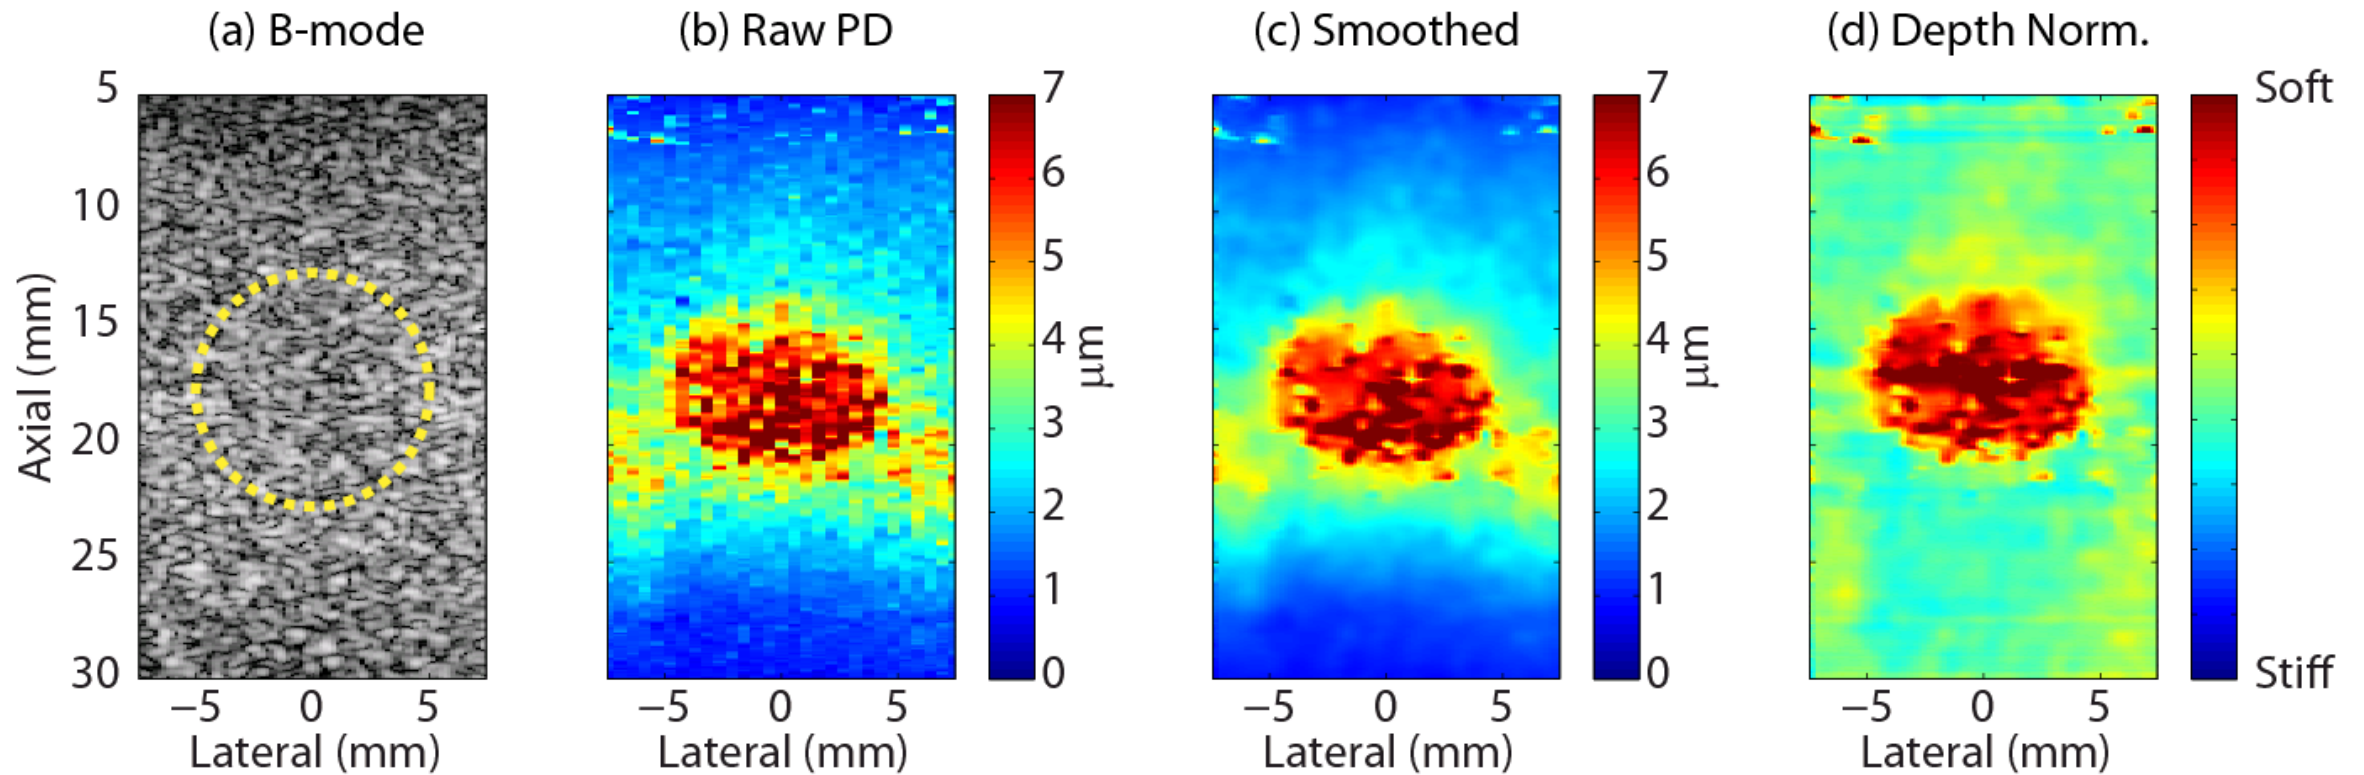 (a) B-mode
(b) Raw PD
(c) Smoothed
(d) Depth Norm.
5
10
15
20
25
30
Axial (mm)
−5 0 5
Lateral (mm)
7
6
5
4
3
2
1
0
μm
−5 0 5
Lateral (mm)
7
6
5
4
3
2
1
0
μm
−5 0 5
Lateral (mm)
Soft
Stiff
−5 0 5
Lateral (mm)